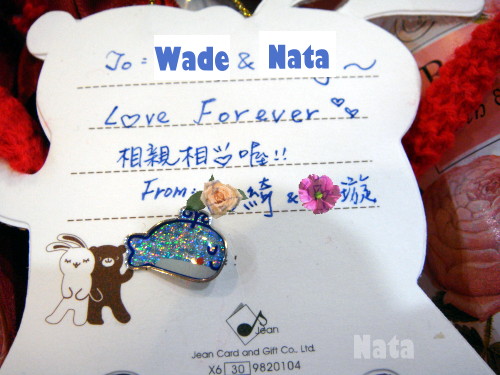 To: Wade & Nata ~
Love Forever
相親相♡喔!!
From: 綺 & 璇
Jean
Jean Card and Gift Co., Ltd.
X6 30 9820104
Nata